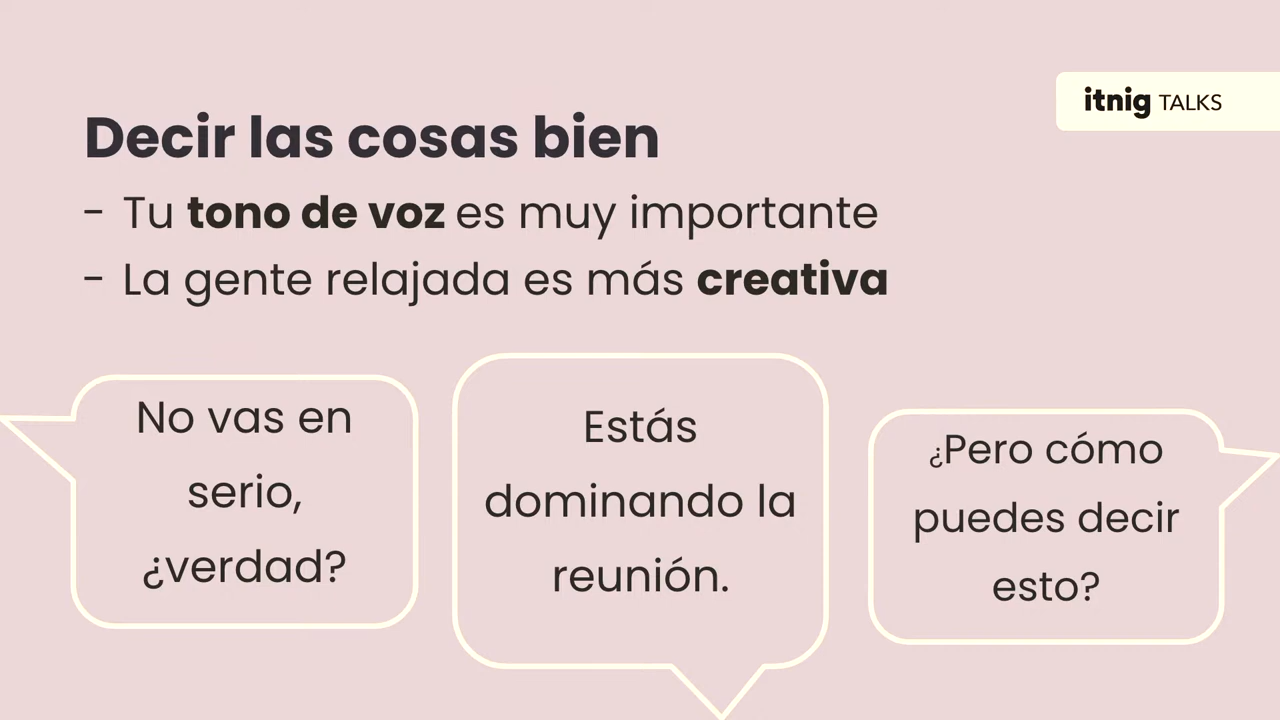 itnig TALKS
Decir las cosas bien
- Tu tono de voz es muy importante
- La gente relajada es más creativa
No vas en
serio,
¿verdad?
Estás
dominando la
reunión.
¿Pero cómo
puedes decir
esto?